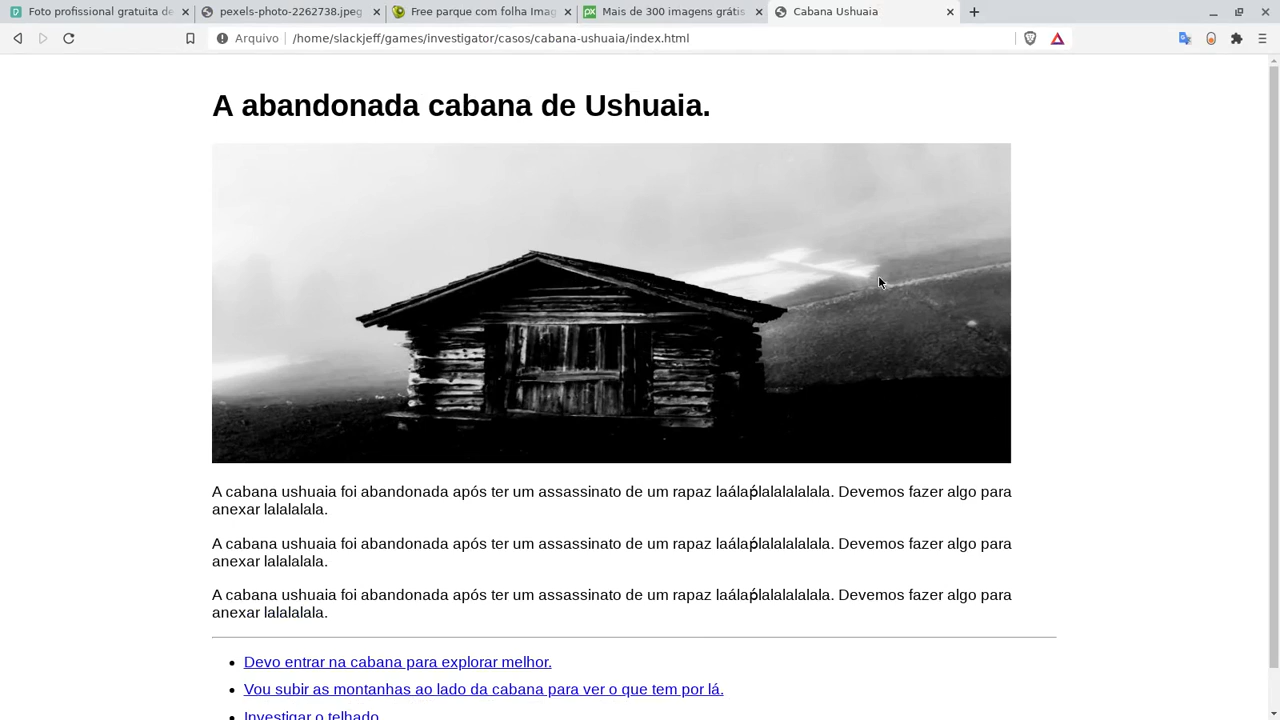 Foto profissional gratuita de
pexels-photo-2262738.jpeg
Free parque com folha Imag
Mais de 300 imagens grátis
Cabana Ushuaia
Arquivo
/home/slackjeff/games/investigator/casos/cabana-ushuaia/index.html
A abandonada cabana de Ushuaia.
A cabana ushuaia foi abandonada após ter um assassinato de um rapaz laálaṕlalalalalala. Devemos fazer algo para
anexar lalalalala.
A cabana ushuaia foi abandonada após ter um assassinato de um rapaz laálaṕlalalalalala. Devemos fazer algo para
anexar lalalalala.
A cabana ushuaia foi abandonada após ter um assassinato de um rapaz laálaṕlalalalalala. Devemos fazer algo para
anexar lalalalala.
Devo entrar na cabana para explorar melhor.
Vou subir as montanhas ao lado da cabana para ver o que tem por lá.
Investigar o telhado